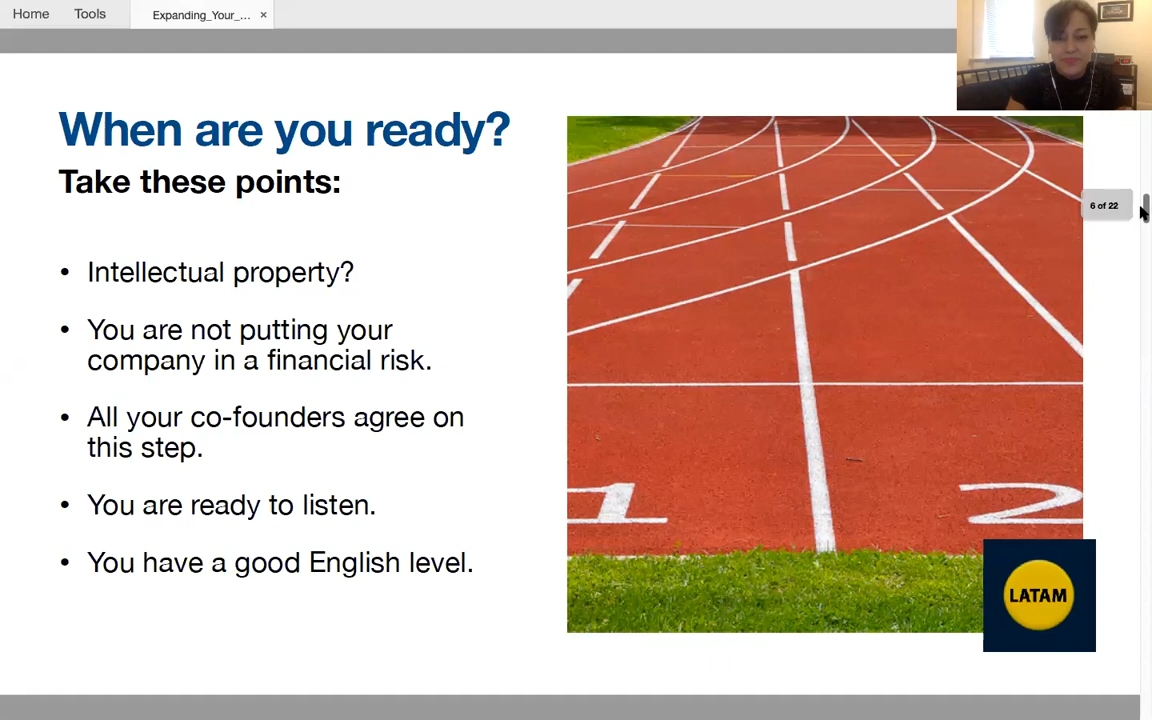 Home Tools Expanding_Your_... ×
When are you ready?
Take these points:
6 of 22
• Intellectual property?
• You are not putting your
company in a financial risk.
• All your co-founders agree on
this step.
• You are ready to listen.
• You have a good English level.
1 2
LATAM